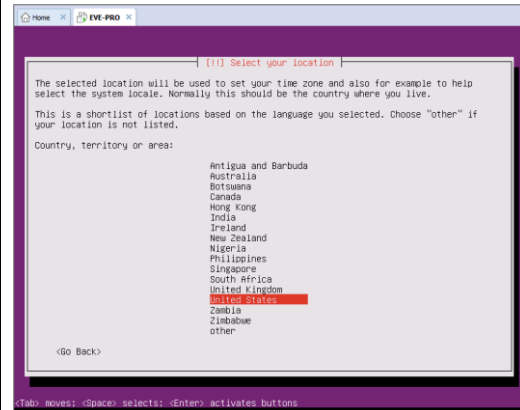 Home × EVE-PRO ×
[!!] Select your location
The selected location will be used to set your time zone and also for example to help
select the system locale. Normally this should be the country where you live.
This is a shortlist of locations based on the language you selected. Choose "other" if
your location is not listed.
Country, territory or area:
Antigua and Barbuda
Australia
Botswana
Canada
Hong Kong
India
Ireland
New Zealand
Nigeria
Philippines
Singapore
South Africa
United Kingdom
United States
Zambia
Zimbabwe
other
<Go Back>
<Tab> moves; <Space> selects; <Enter> activates buttons